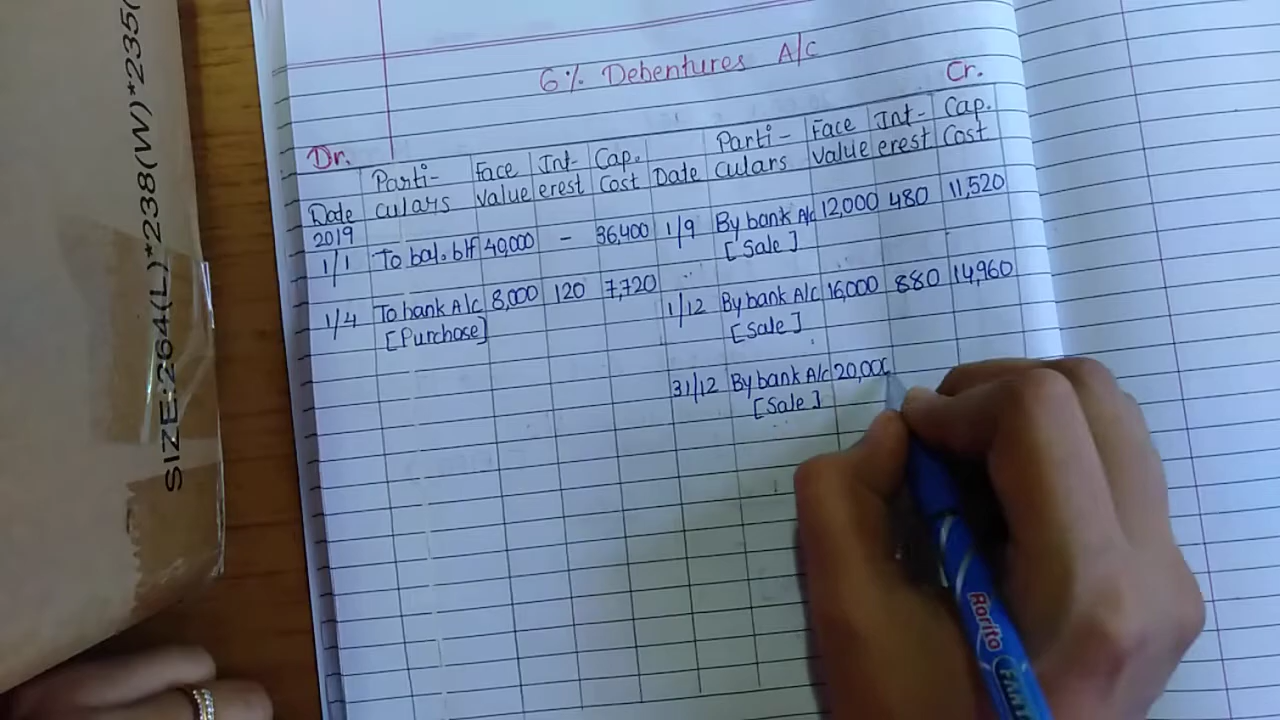 SIZE:264(L)*238(W)*235(
6% Debentures A/C
Dr.
Cr.
Date Parti- culars Face value Int- erest Cap. Cost Date Parti- culars Face value Int- erest Cap. Cost
2019
1/1 To bal. b/f 40,000 - 36,400 1/9 By bank A/c 12,000 480 11,520
[Sale]
1/4 To bank A/c 8,000 120 7,720 1/12 By bank A/c 16,000 880 14,960
[Purchase] [Sale]
31/12 By bank A/c 20,000
[Sale]
Rorito